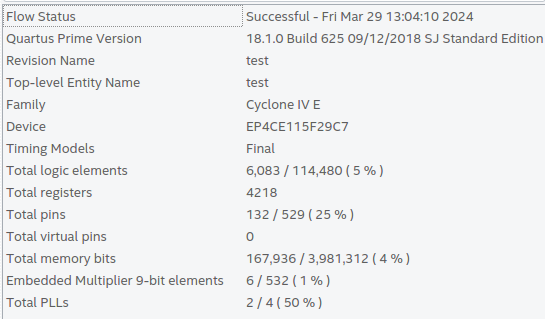 Flow Status Successful - Fri Mar 29 13:04:10 2024
Quartus Prime Version 18.1.0 Build 625 09/12/2018 SJ Standard Edition
Revision Name test
Top-level Entity Name test
Family Cyclone IV E
Device EP4CE115F29C7
Timing Models Final
Total logic elements 6,083 / 114,480 ( 5 % )
Total registers 4218
Total pins 132 / 529 ( 25 % )
Total virtual pins 0
Total memory bits 167,936 / 3,981,312 ( 4 % )
Embedded Multiplier 9-bit elements 6 / 532 ( 1 % )
Total PLLs 2 / 4 ( 50 % )